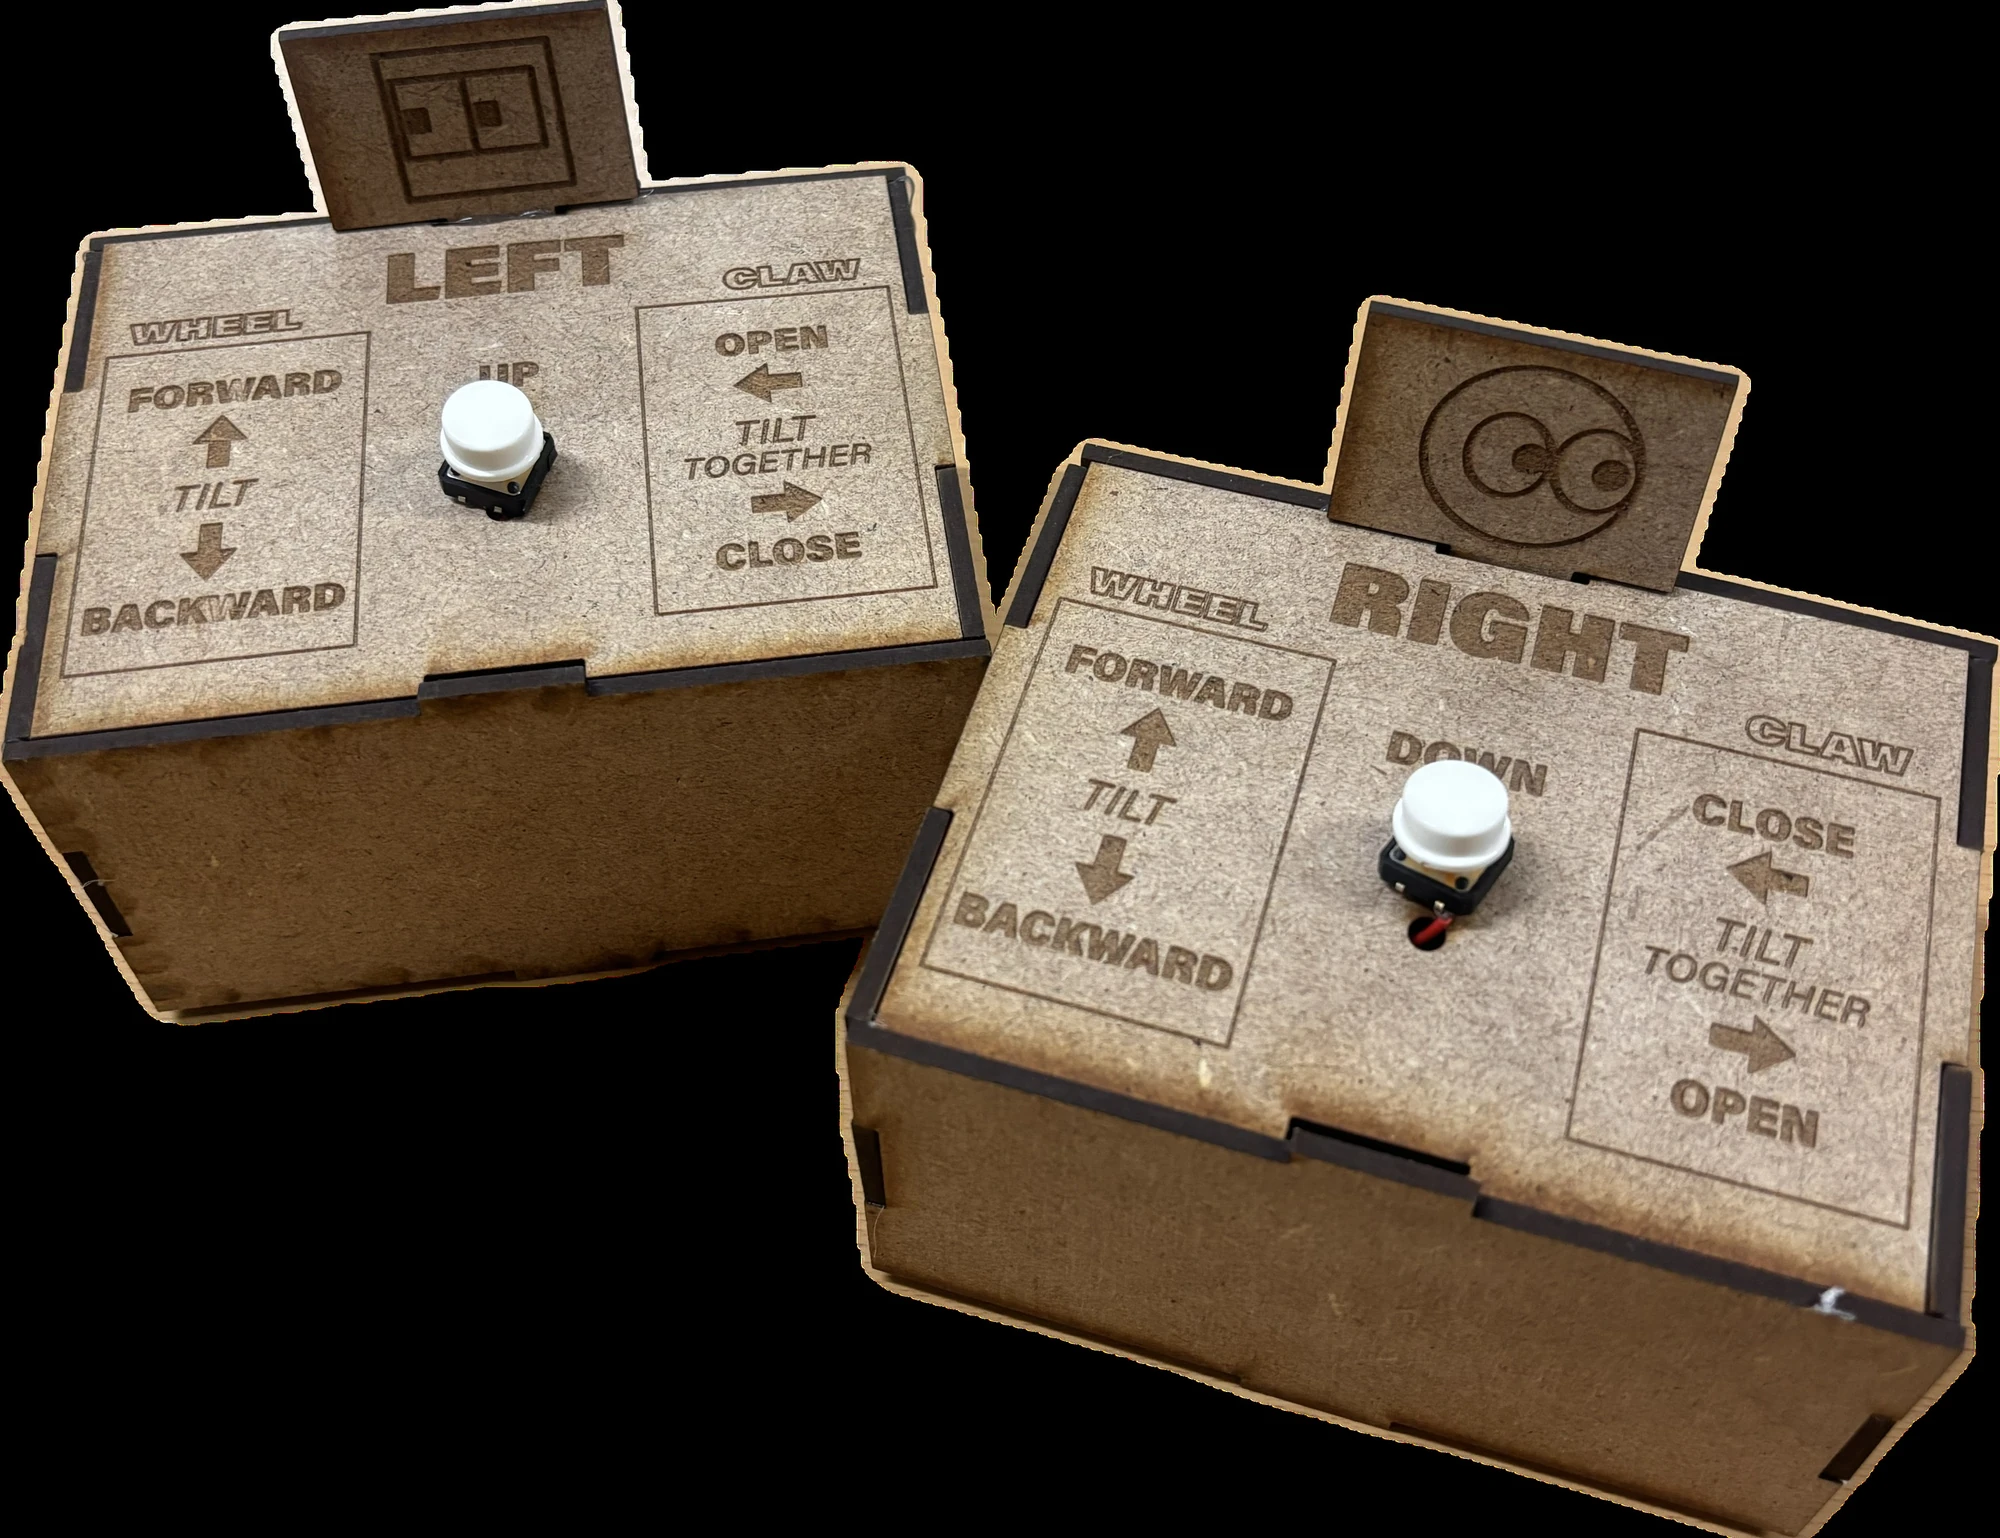 LEFT
WHEEL
FORWARD
TILT
BACKWARD
UP
CLAW
OPEN
TILT
TOGETHER
CLOSE
RIGHT
WHEEL
FORWARD
TILT
BACKWARD
DOWN
CLAW
CLOSE
TILT
TOGETHER
OPEN